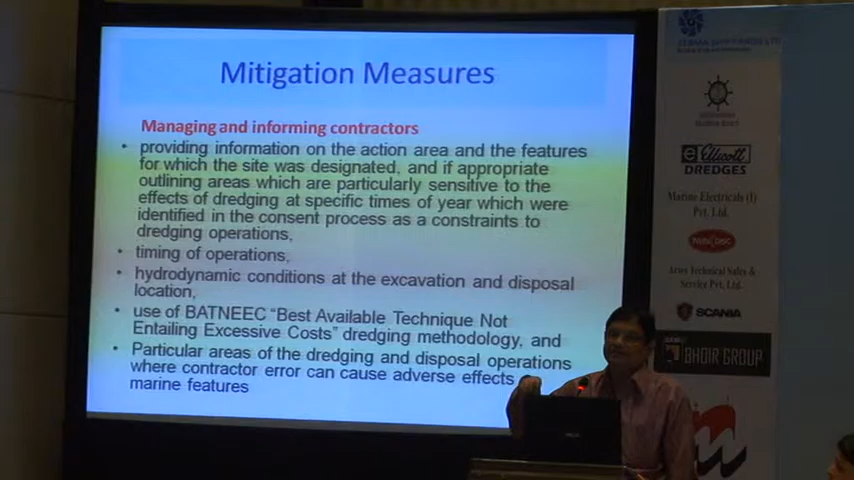 Mitigation Measures
Managing and informing contractors
• providing information on the action area and the features
for which the site was designated, and if appropriate
outlining areas which are particularly sensitive to the
effects of dredging at specific times of year which were
identified in the consent process as a constraints to
dredging operations,
• timing of operations,
• hydrodynamic conditions at the excavation and disposal
location,
• use of BATNEEC “Best Available Technique Not
Entailing Excessive Costs” dredging methodology, and
• Particular areas of the dredging and disposal operations
where contractor error can cause adverse effects to
marine features
Ellicott
DREDGES
Marine Electricals (I)
Pvt. Ltd.
Technical Sales &
Service Pvt. Ltd.
SCANIA
BHOIR GROUP